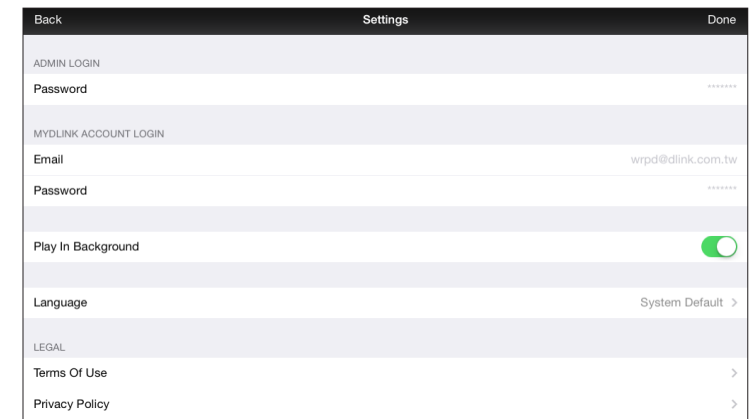 Back Settings Done
ADMIN LOGIN
Password •••••••
MYDLINK ACCOUNT LOGIN
Email wrpd@dlink.com.tw
Password •••••••
Play In Background
Language System Default >
LEGAL
Terms Of Use >
Privacy Policy >